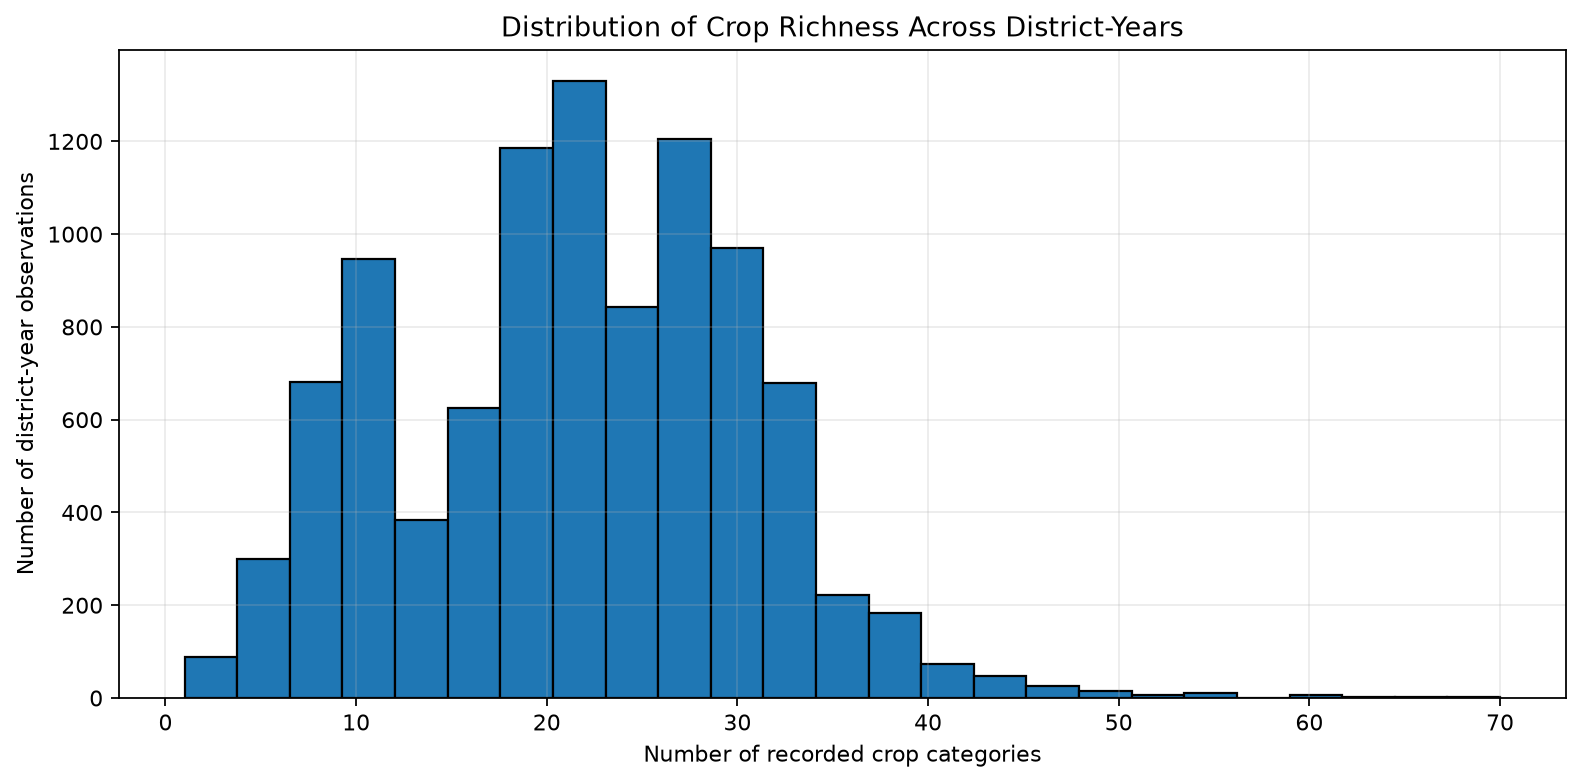 Distribution of Crop Richness Across District-Years
Number of district-year observations
1200
1000
800
600
400
200
0
0 10 20 30 40 50 60 70
Number of recorded crop categories